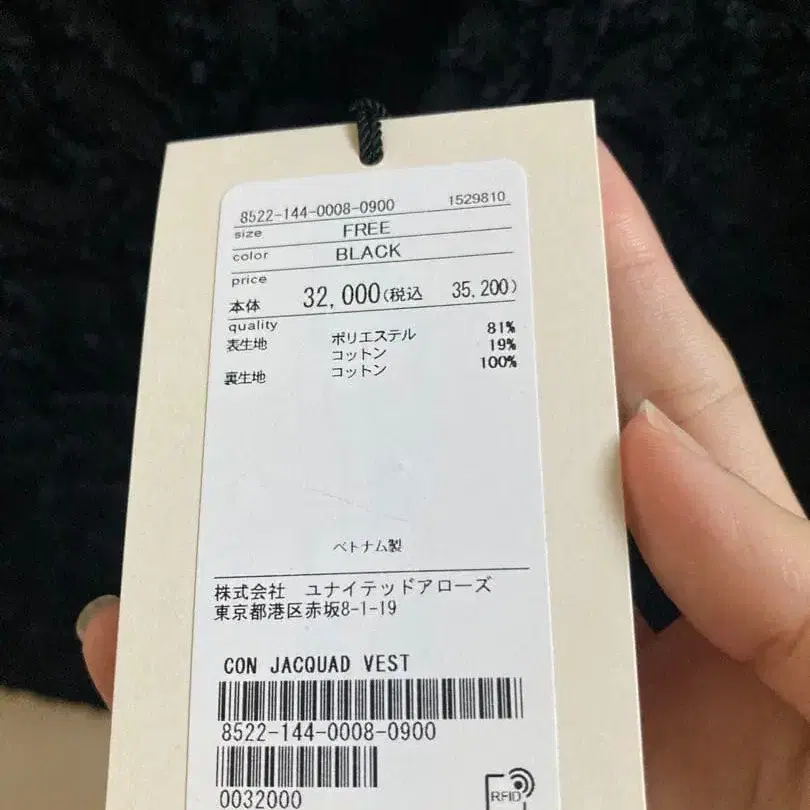 8522-144-0008-0900 1529810
size FREE
color BLACK
price
本体 32,000(税込 35,200)
quality
表生地 ポリエステル 81%
コットン 19%
裏生地 コットン 100%
ベトナム製
株式会社 ユナイテッドアローズ
東京都港区赤坂8-1-19
CON JACQUAD VEST
8522-144-0008-0900
0032000
RFID